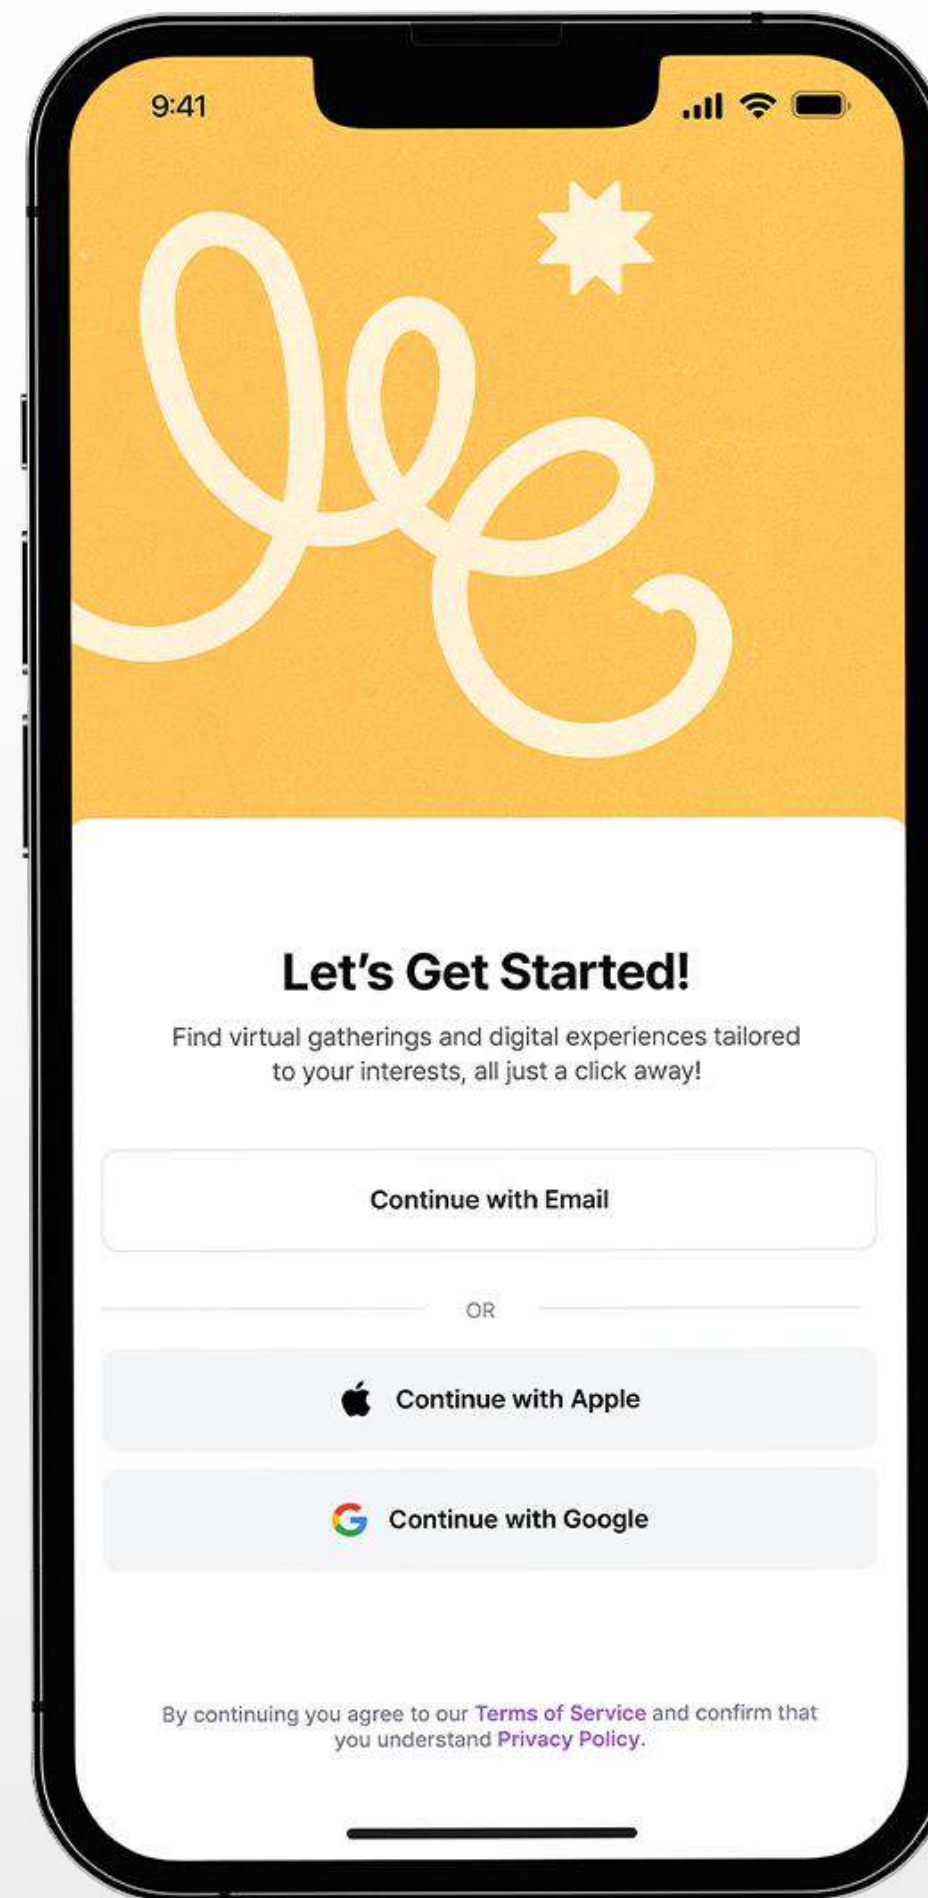 9:41
Let's Get Started!
Find virtual gatherings and digital experiences tailored
to your interests, all just a click away!
Continue with Email
OR
Continue with Apple
Continue with Google
By continuing you agree to our Terms of Service and confirm that
you understand Privacy Policy.